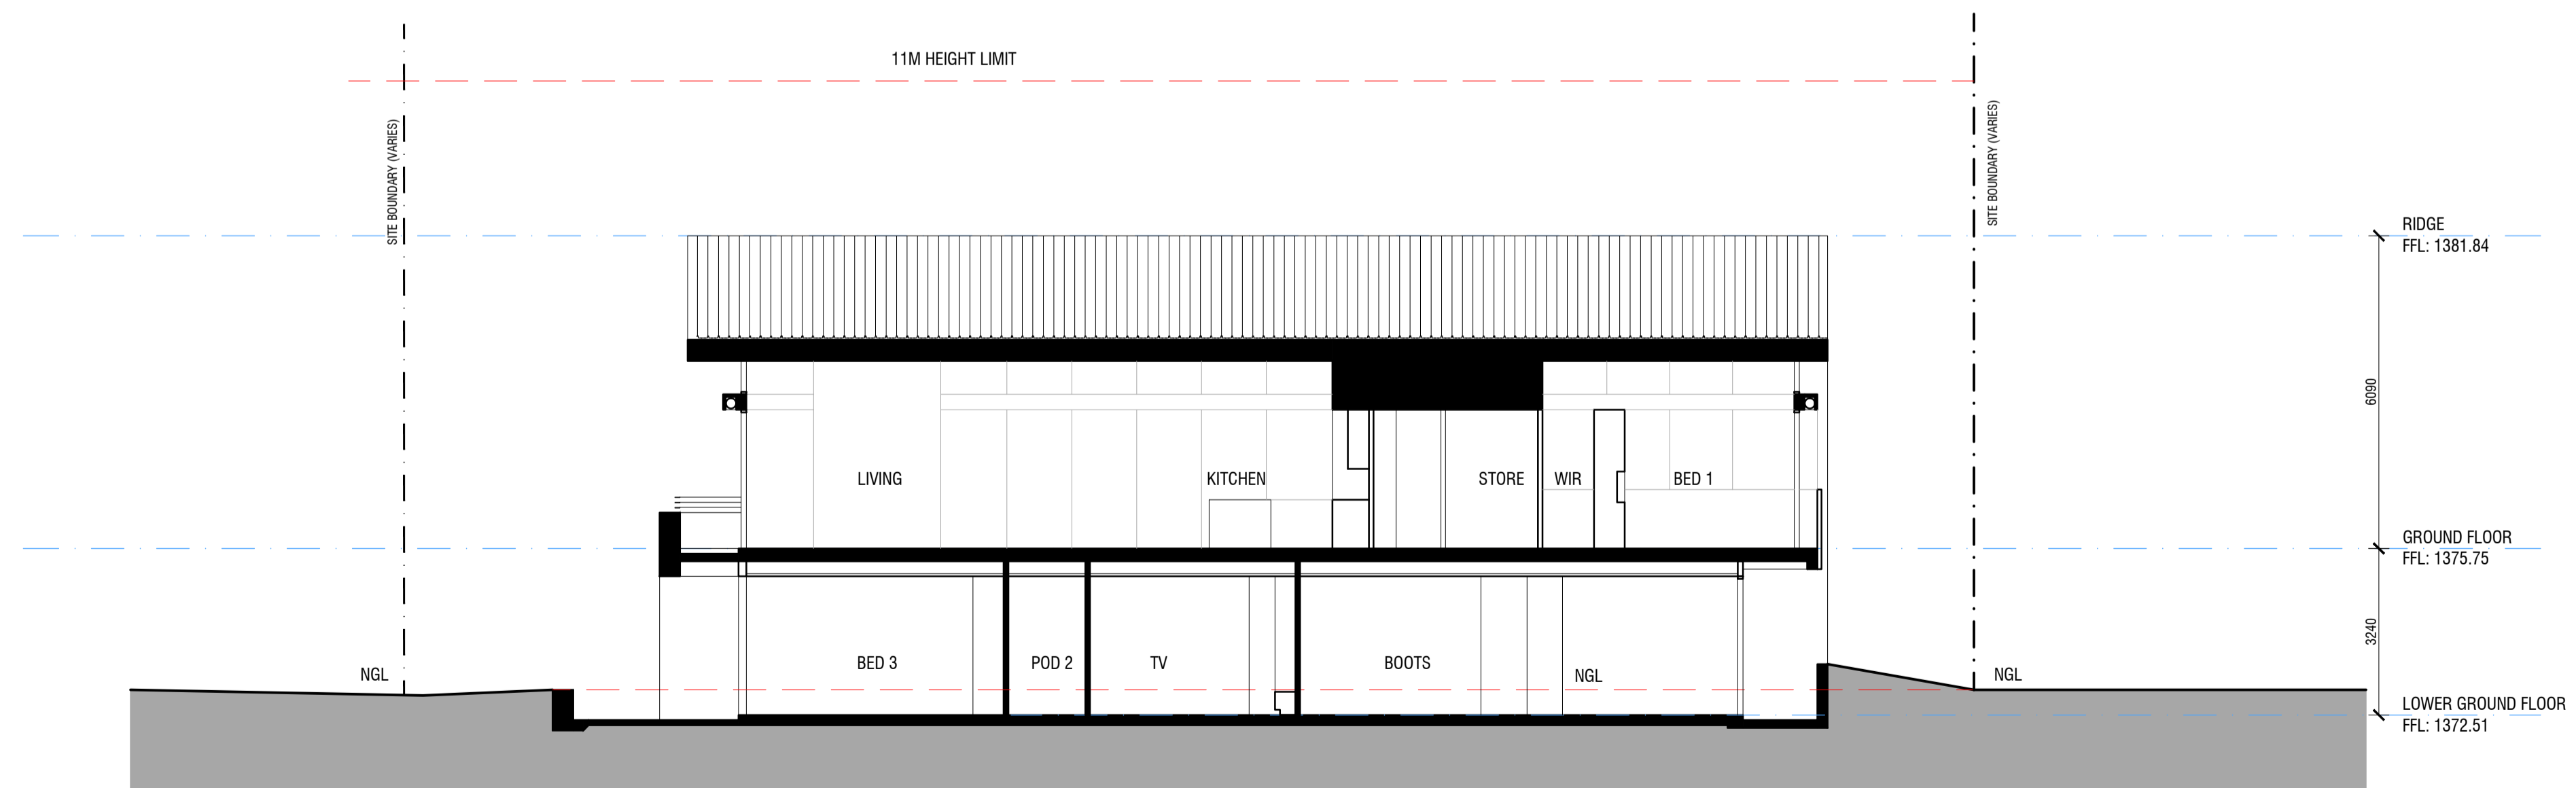 11M HEIGHT LIMIT
SITE BOUNDARY (VARIES)
SITE BOUNDARY (VARIES)
RIDGE
FFL: 1381.84
6090
LIVING
KITCHEN
STORE
WIR
BED 1
GROUND FLOOR
FFL: 1375.75
3240
BED 3
POD 2
TV
BOOTS
NGL
NGL
NGL
LOWER GROUND FLOOR
FFL: 1372.51